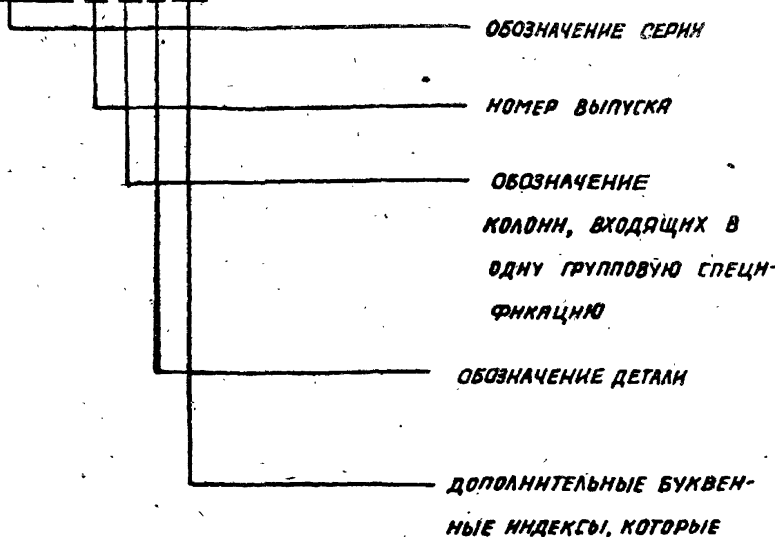 ОБОЗНАЧЕНИЕ СЕРИИ
НОМЕР ВЫПУСКА
ОБОЗНАЧЕНИЕ
КОЛОНН, ВХОДЯЩИХ В
ОДНУ ГРУППОВУЮ СПЕЦИ-
ФИКАЦИЮ
ОБОЗНАЧЕНИЕ ДЕТАЛИ
ДОПОЛНИТЕЛЬНЫЕ БУКВЕН-
НЫЕ ИНДЕКСЫ, КОТОРЫЕ